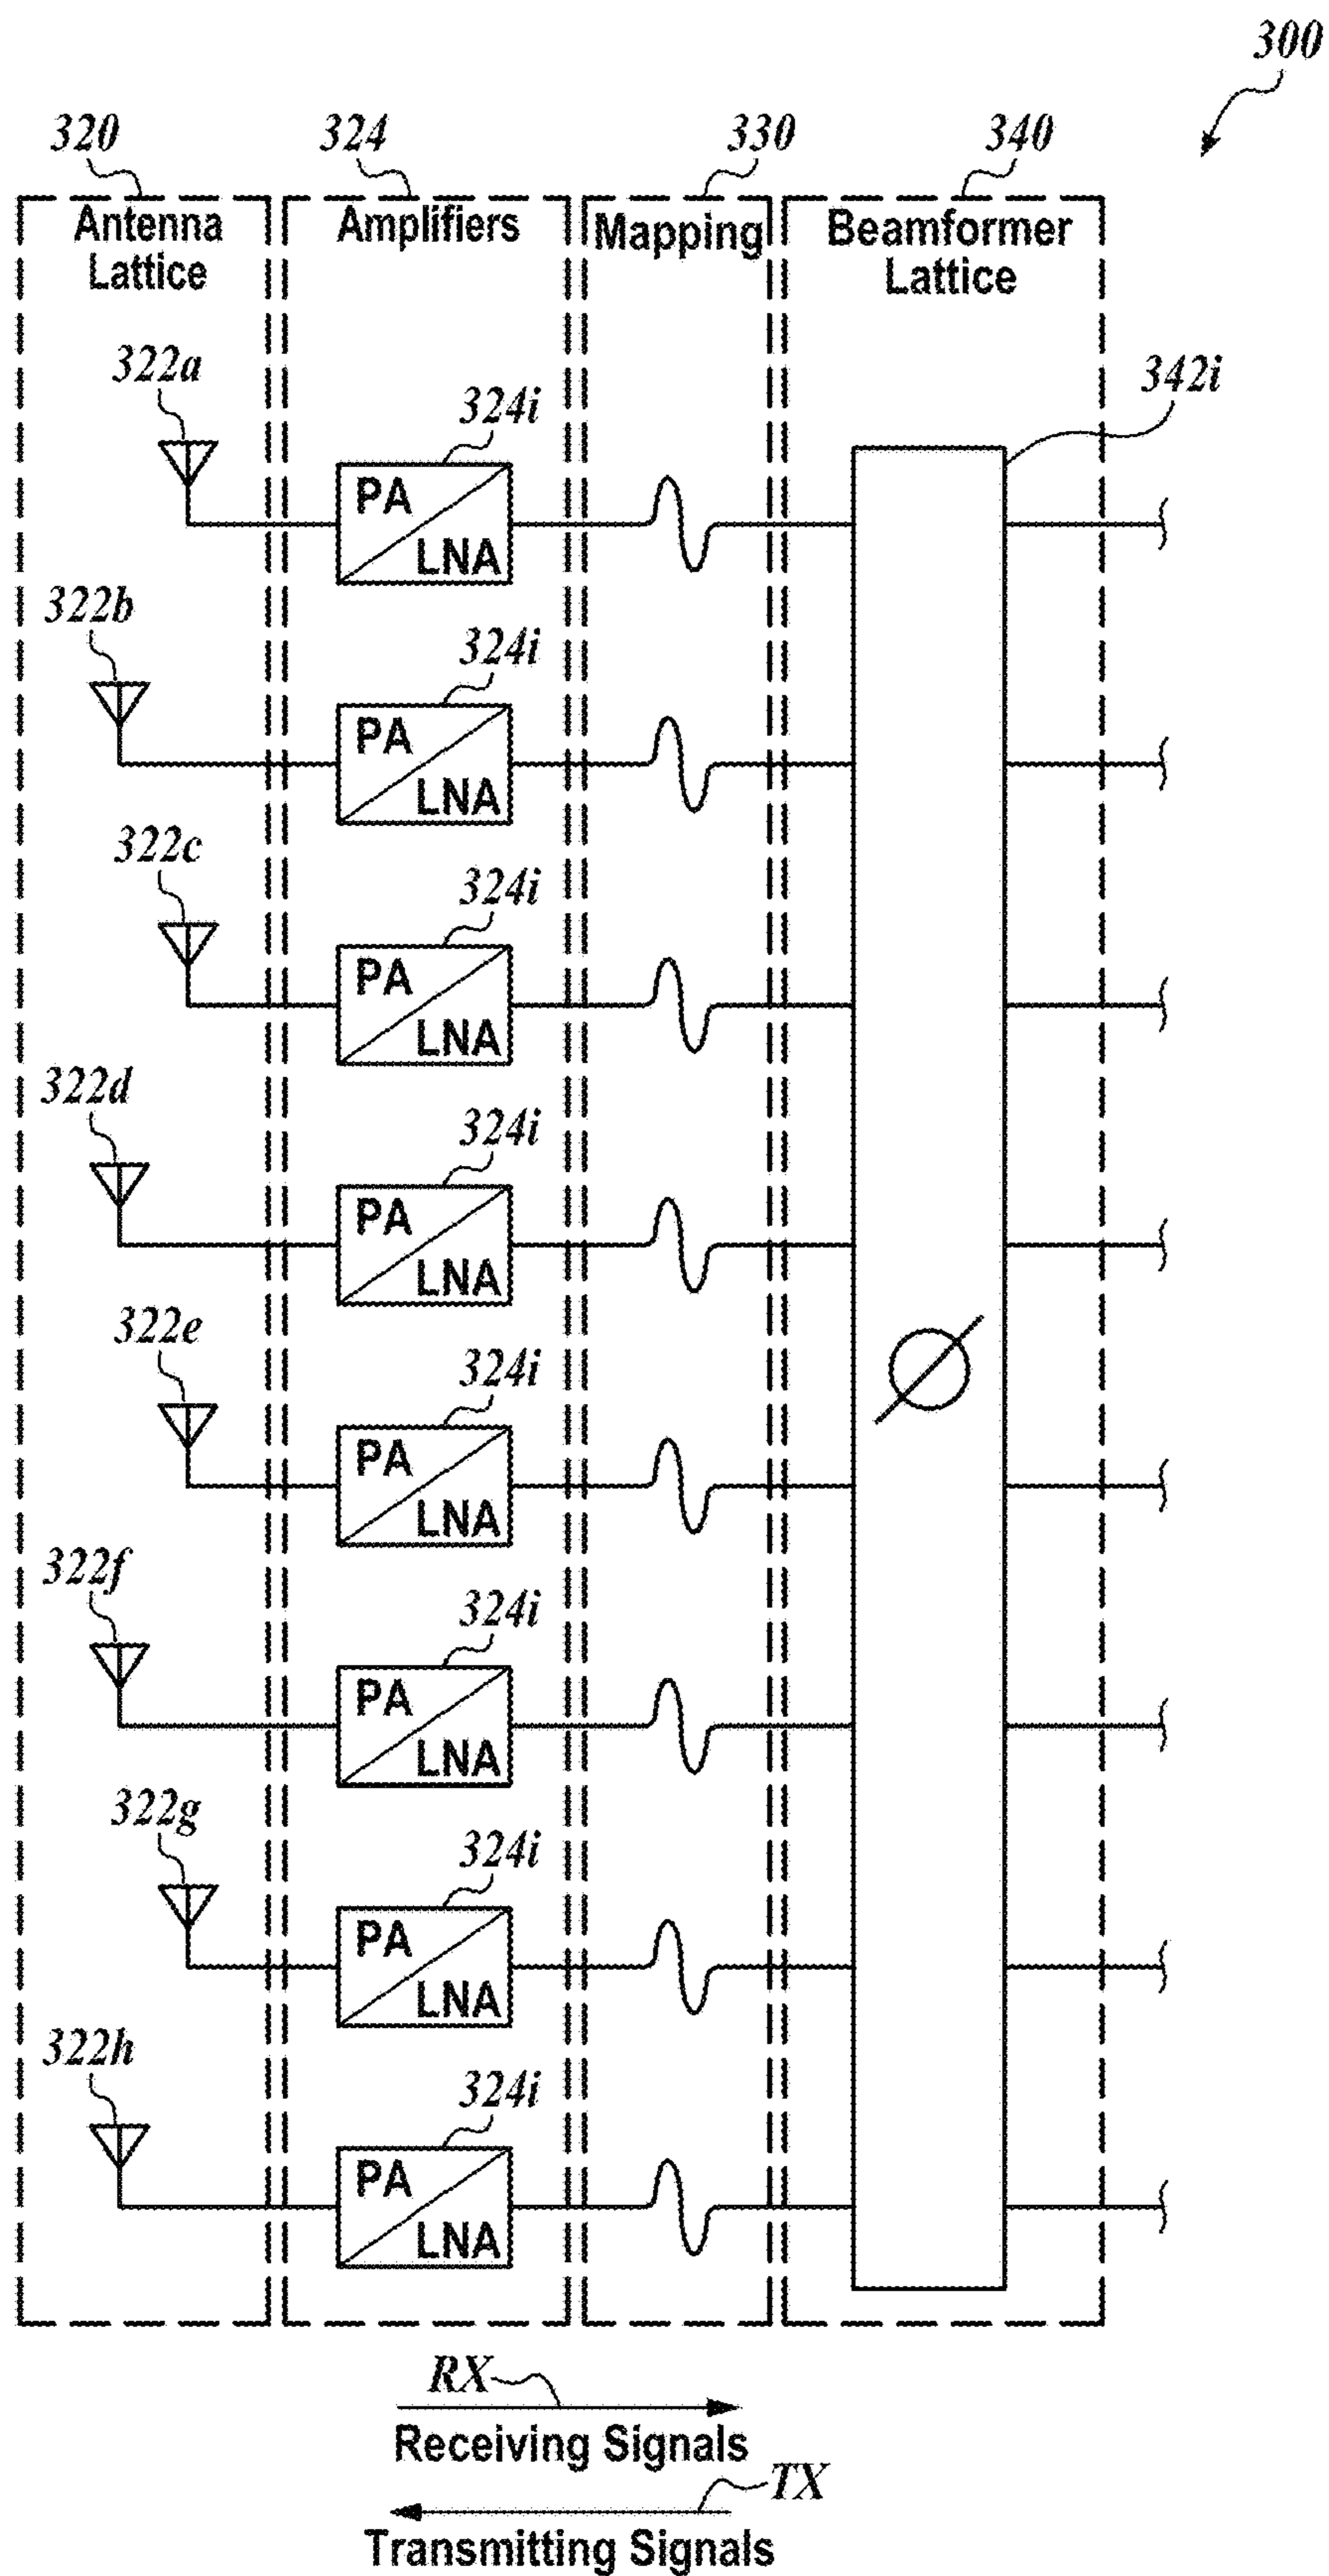 300
320
324
330
340
Antenna
Lattice
Amplifiers
Mapping
Beamformer
Lattice
322a
324i
342i
PA
LNA
322b
324i
PA
LNA
322c
324i
PA
LNA
322d
324i
PA
LNA
322e
324i
PA
LNA
322f
324i
PA
LNA
322g
324i
PA
LNA
322h
324i
PA
LNA
RX
Receiving Signals
TX
Transmitting Signals